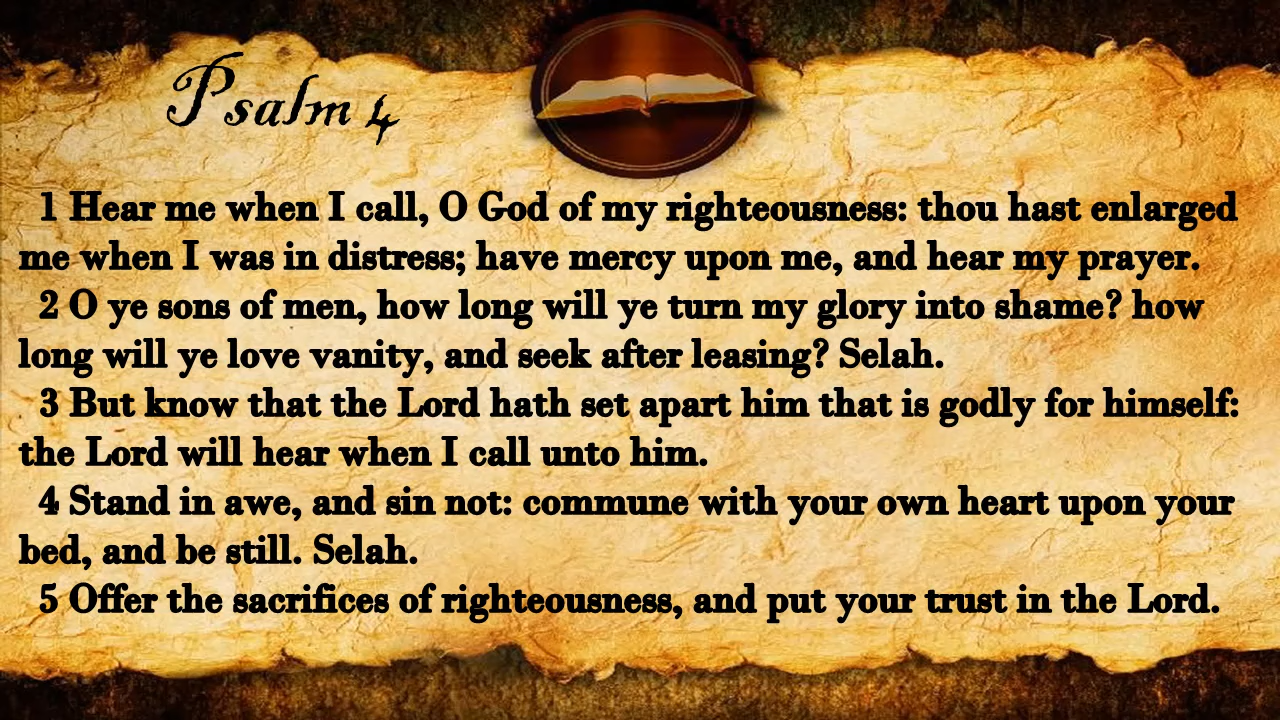 Psalm 4
1 Hear me when I call, O God of my righteousness: thou hast enlarged
me when I was in distress; have mercy upon me, and hear my prayer.
2 O ye sons of men, how long will ye turn my glory into shame? how
long will ye love vanity, and seek after leasing? Selah.
3 But know that the Lord hath set apart him that is godly for himself:
the Lord will hear when I call unto him.
4 Stand in awe, and sin not: commune with your own heart upon your
bed, and be still. Selah.
5 Offer the sacrifices of righteousness, and put your trust in the Lord.